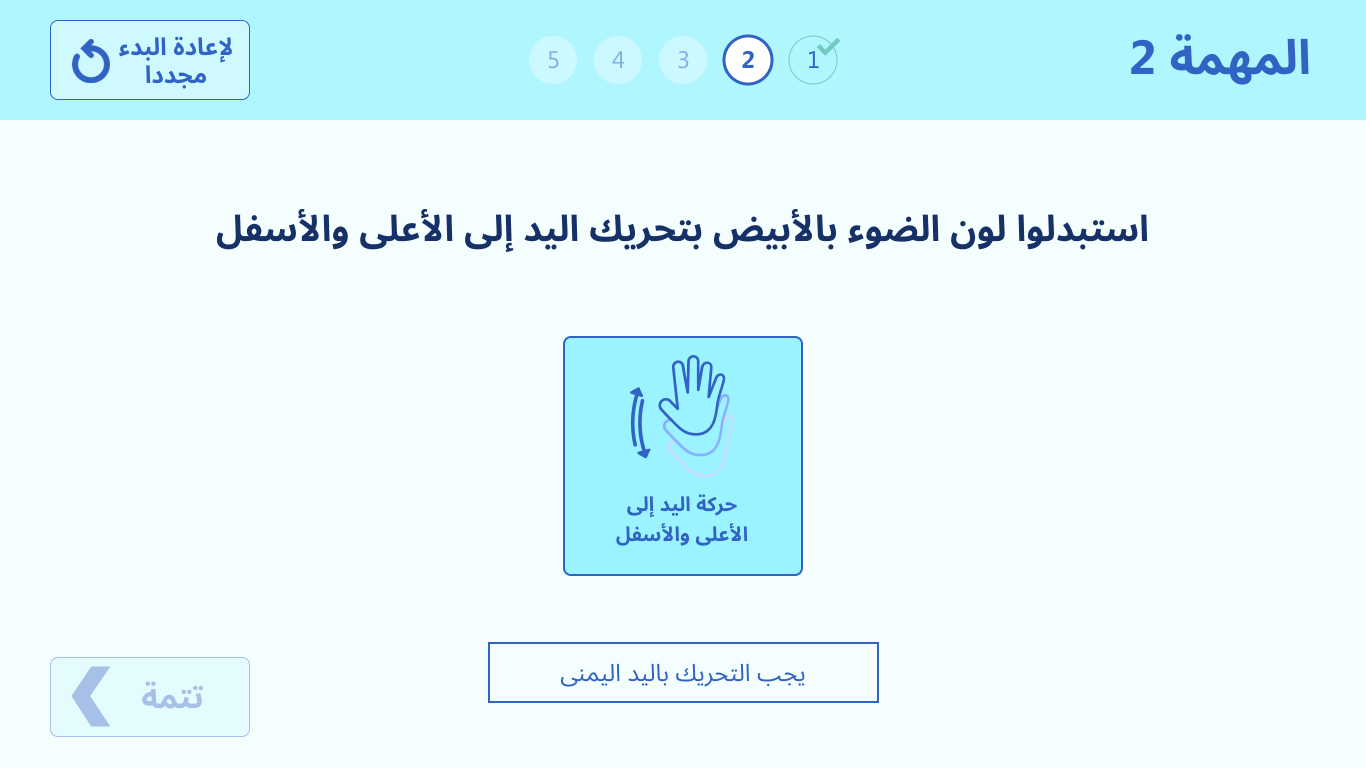 المهمة 2
1
2
3
4
5
لإعادة البدء
مجددا
استبدلوا لون الضوء بالأبيض بتحريك اليد إلى الأعلى والأسفل
حركة اليد إلى
الأعلى والأسفل
يجب التحريك باليد اليمنى
تتمة